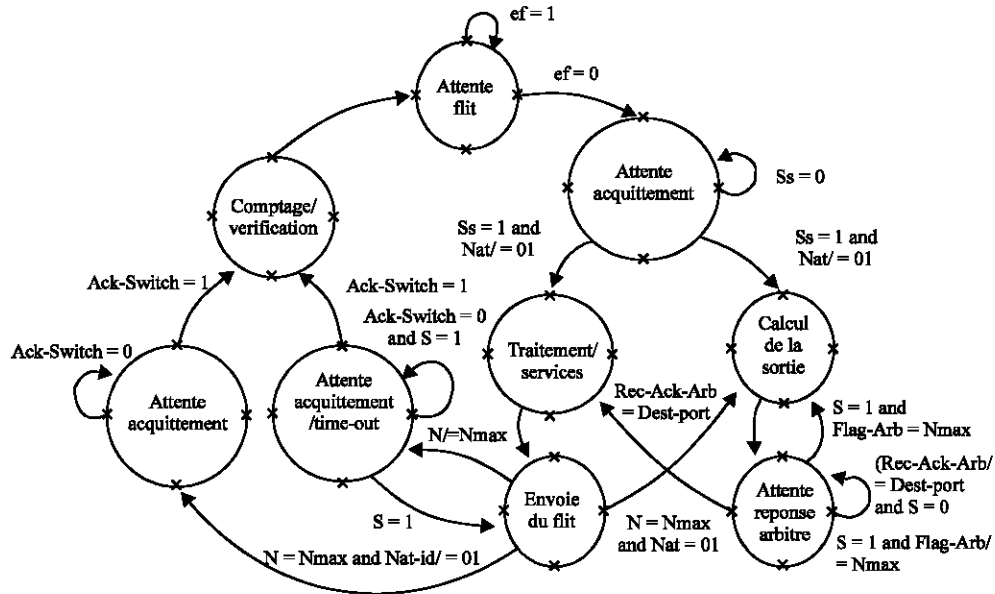 ef = 1
Attente
flit
ef = 0
Attente
acquittement
Ss = 0
Comptage/
verification
Ss = 1 and
Nat/ = 01
Ss = 1 and
Nat/ = 01
Ack-Switch = 1
Ack-Switch = 1
Ack-Switch = 0
and S = 1
Ack-Switch = 0
Attente
acquittement
Attente
acquittement
/time-out
Traitement/
services
Calcul
de la
sortie
Rec-Ack-Arb
= Dest-port
S = 1 and
Flag-Arb = Nmax
N/=Nmax
(Rec-Ack-Arb/
= Dest-port
and S = 0
Envoie
du flit
Attente
reponse
arbitre
S = 1
N = Nmax
and Nat = 01
S = 1 and Flag-Arb/
= Nmax
N = Nmax and Nat-id/ = 01